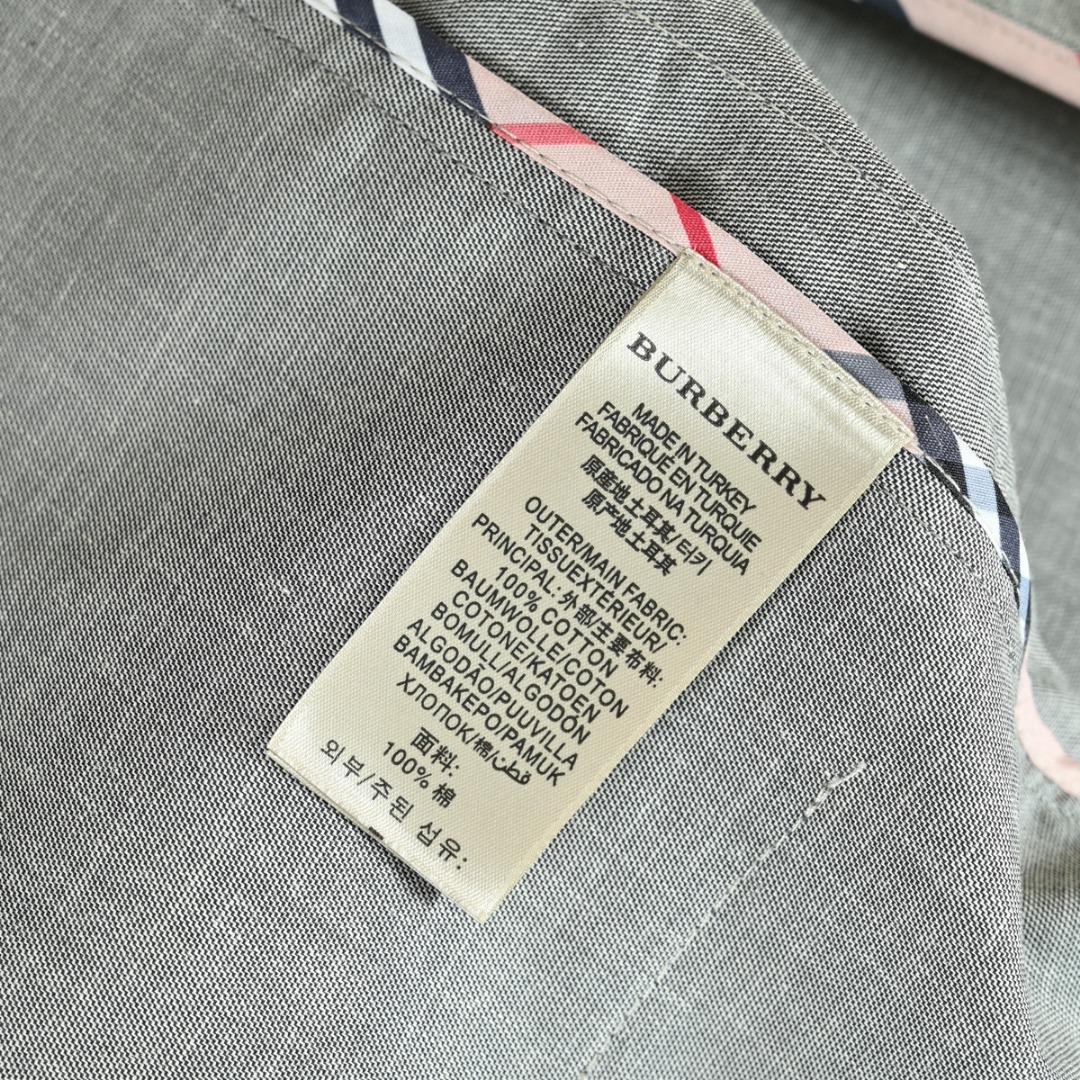 BURBERRY
MADE IN TURKEY
FABRIQUE EN TURQUIE
FABRICADO NA TURQUIA
原產地土耳其/터키
原产地土耳其
OUTER/MAIN FABRIC:
TISSUEXTÉRIEUR/
PRINCIPAL:外部/主要布料:
100% COTTON
BAUMWOLLE/COTON
COTONE/KATOEN
BOMULL/ALGODÓN
ALGODÃO/PUUVILLA
ΒΑΜΒΑΚΕΡΟ/PAMUK
ХЛОПОК/棉/قطن
面料:
100% 棉
외부/주된 섬유: